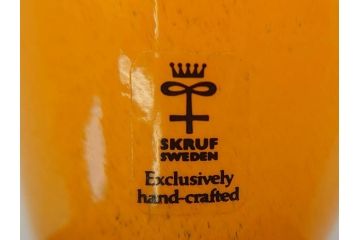 SKRUF
SWEDEN
Exclusively
hand-crafted